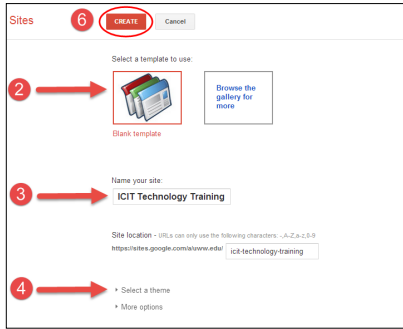 Sites
6
CREATE
Cancel
Select a template to use:
2
Browse the
gallery for
more
Blank template
Name your site:
3
ICIT Technology Training
Site location - URLs can only use the following characters: -,A-Z,a-z,0-9
https://sites.google.com/a/uww.edu/ icit-technology-training
4
Select a theme
More options